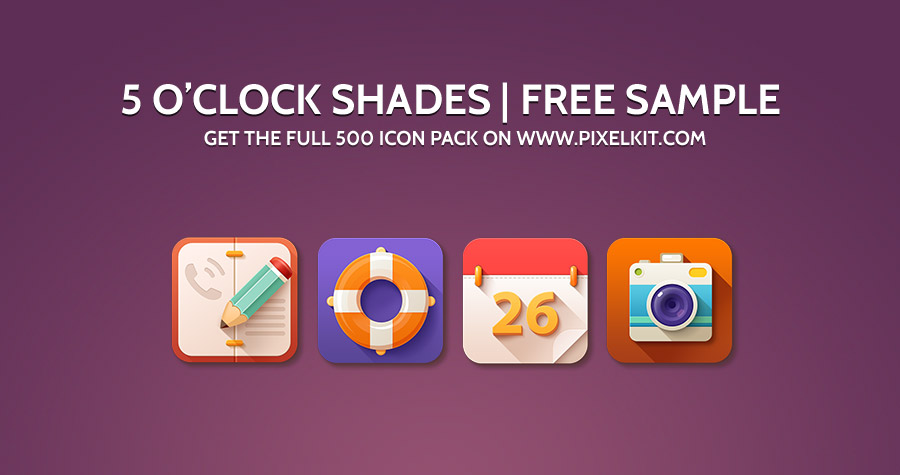 5 O’CLOCK SHADES | FREE SAMPLE
GET THE FULL 500 ICON PACK ON WWW.PIXELKIT.COM
26